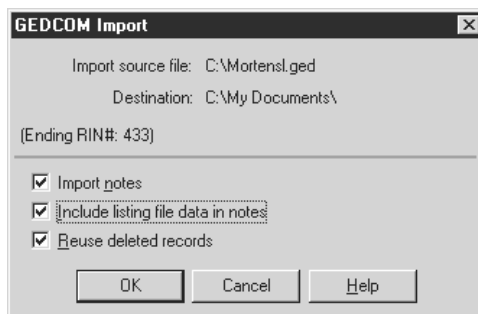 GEDCOM Import
Import source file: C:\Mortensl.ged
Destination: C:\My Documents\
(Ending RIN#: 433)
Import notes
Include listing file data in notes
Reuse deleted records
OK Cancel Help